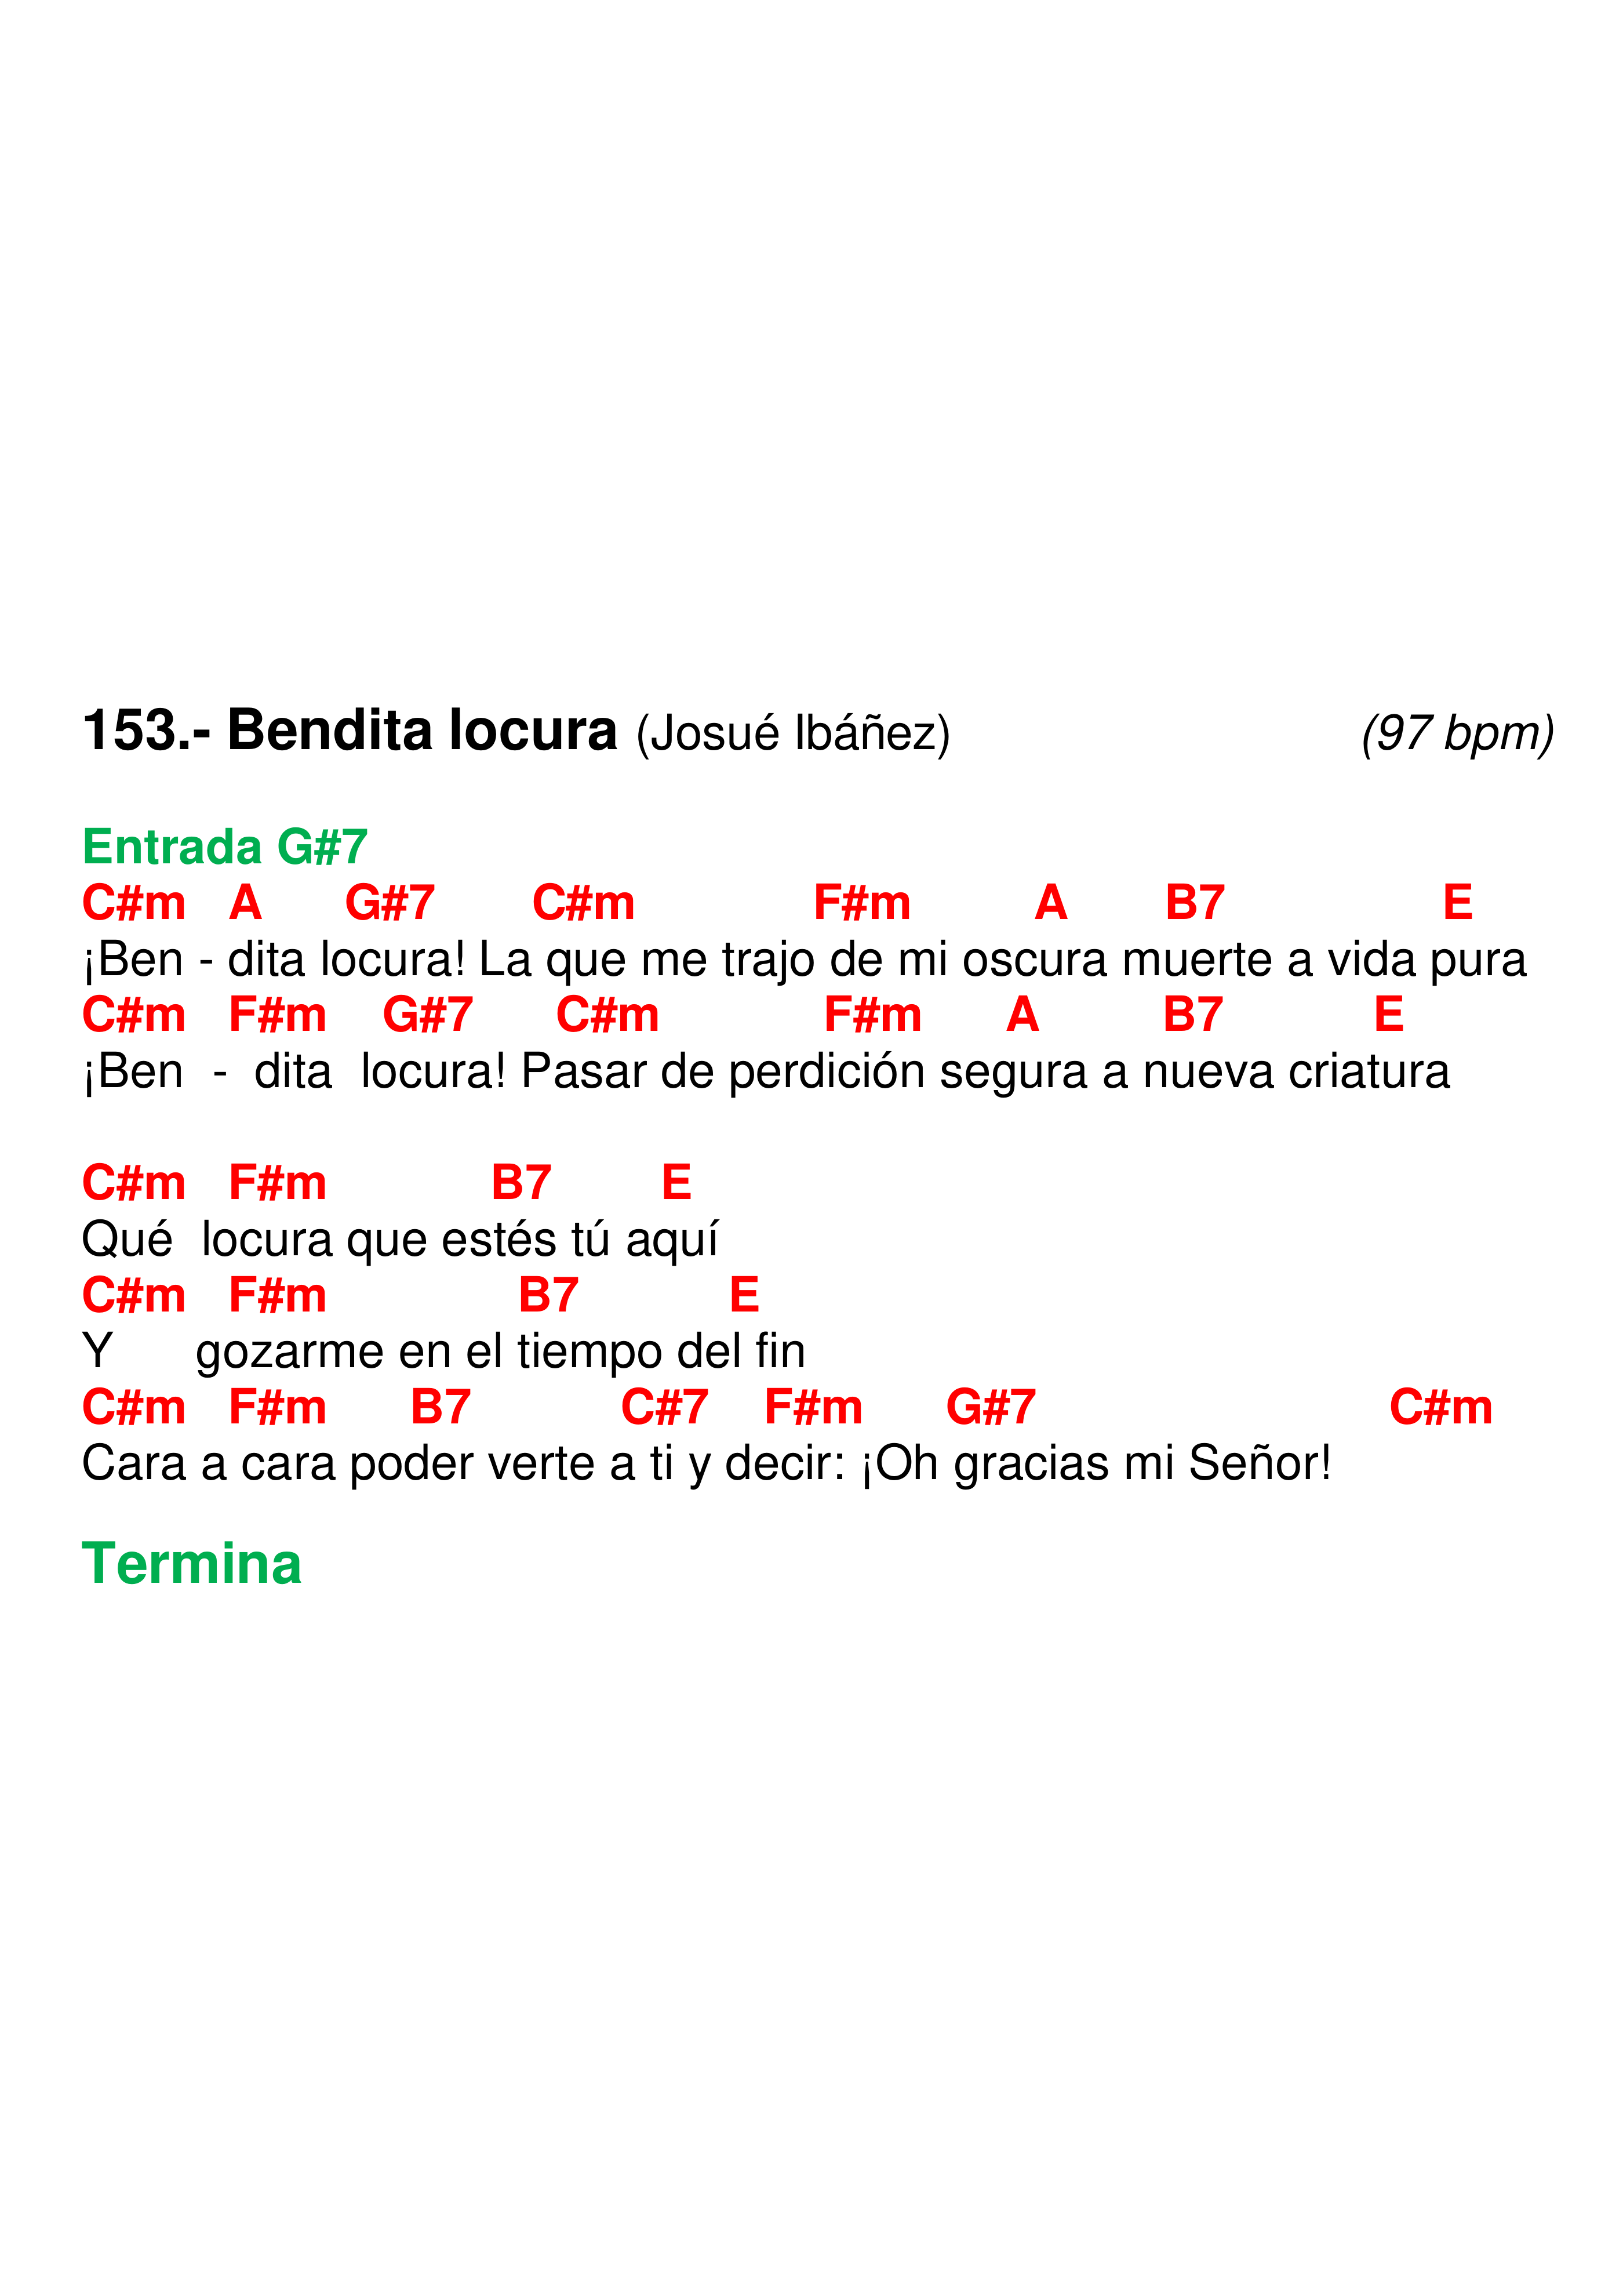 153.- Bendita locura (Josué Ibáñez) (97 bpm)
Entrada G#7
C#m A G#7 C#m F#m A B7 E
¡Ben - dita locura! La que me trajo de mi oscura muerte a vida pura
C#m F#m G#7 C#m F#m A B7 E
¡Ben - dita locura! Pasar de perdición segura a nueva criatura
C#m F#m B7 E
Qué locura que estés tú aquí
C#m F#m B7 E
Y gozarme en el tiempo del fin
C#m F#m B7 C#7 F#m G#7 C#m
Cara a cara poder verte a ti y decir: ¡Oh gracias mi Señor!
Termina